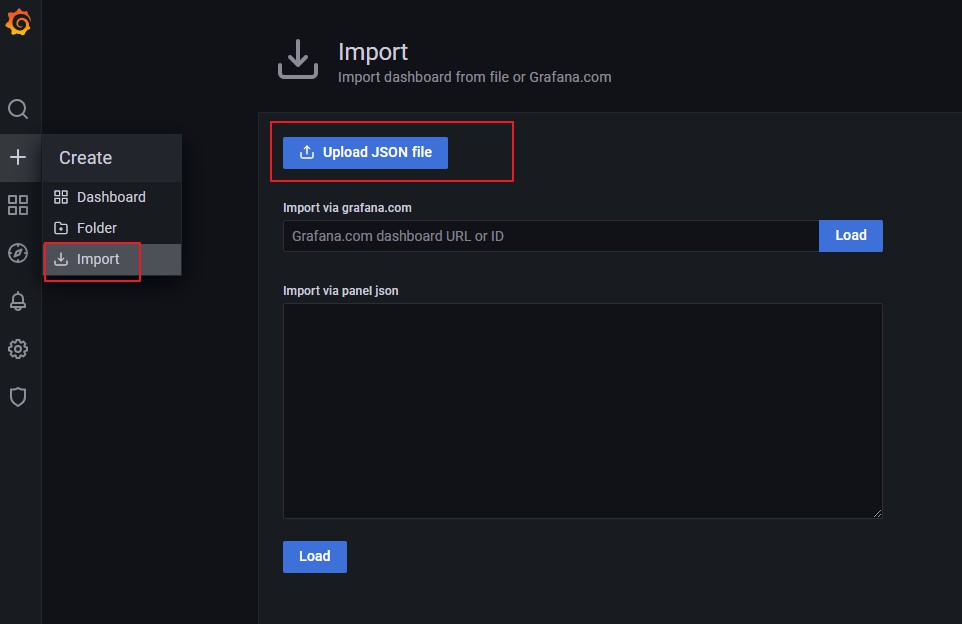 Import
Import dashboard from file or Grafana.com
Create
Dashboard
Folder
Import
Upload JSON file
Import via grafana.com
Grafana.com dashboard URL or ID
Load
Import via panel json
Load